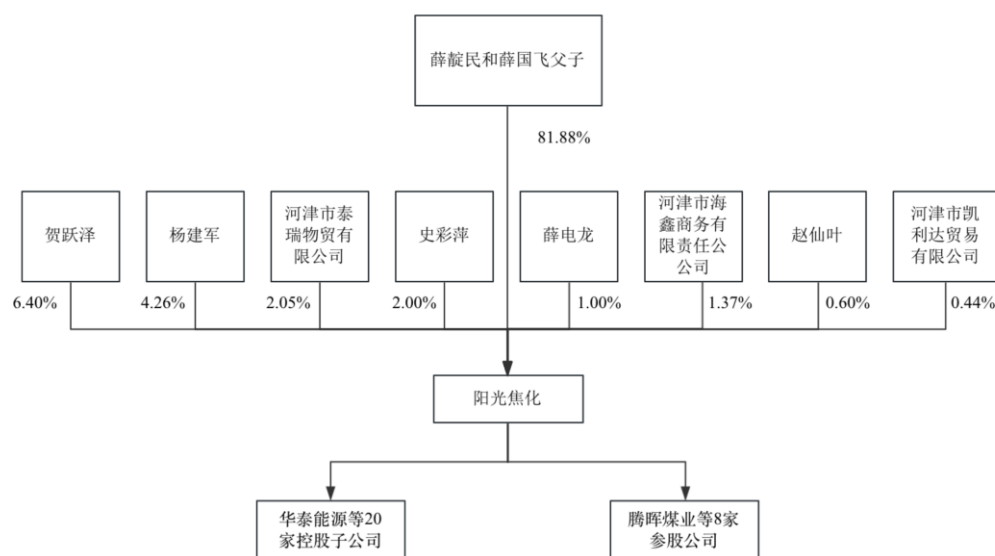 薛靛民和薛国飞父子
81.88%
贺跃泽
杨建军
河津市泰
瑞物贸有
限公司
史彩萍
薛电龙
河津市海
鑫商务有
限责任公
公司
赵仙叶
河津市凯
利达贸易
有限公司
6.40%
4.26%
2.05%
2.00%
1.00%
1.37%
0.60%
0.44%
阳光焦化
华泰能源等20
家控股子公司
腾晖煤业等8家
参股公司